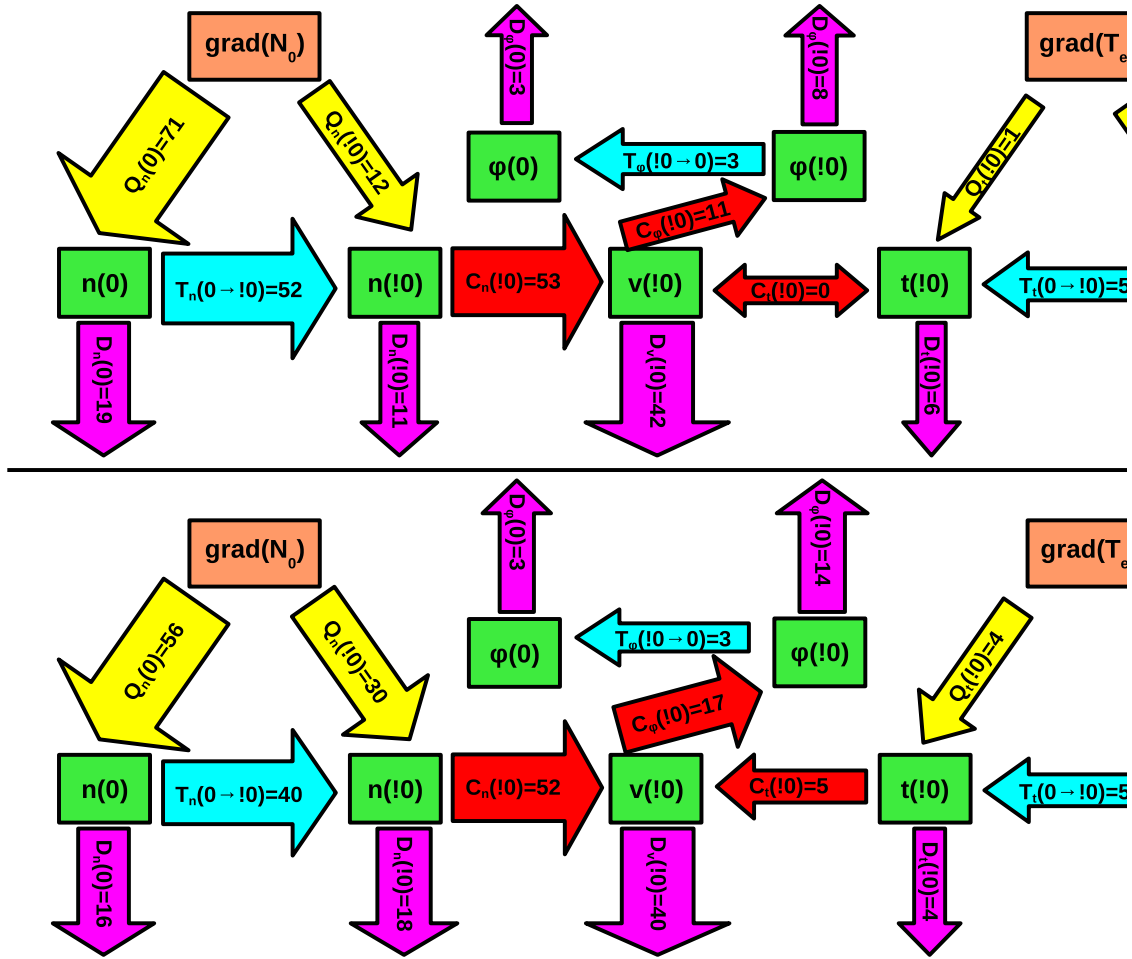 grad(N₀)
grad(Tₑ
Dφ(0)=3
Dφ(!0)=8
Qₙ(0)=71
Qₙ(!0)=12
Qₜ(!0)=1
φ(0)
Tφ(!0→0)=3
φ(!0)
Cφ(!0)=11
n(0)
Tₙ(0→!0)=52
n(!0)
Cₙ(!0)=53
v(!0)
Cₜ(!0)=0
t(!0)
Tₜ(0→!0)=5
Dₙ(0)=19
Dₙ(!0)=11
Dᵥ(!0)=42
Dₜ(!0)=6
Dφ(0)=3
Dφ(!0)=14
grad(N₀)
grad(Tₑ
Qₙ(0)=56
Qₙ(!0)=30
Qₜ(!0)=4
φ(0)
Tφ(!0→0)=3
φ(!0)
Cφ(!0)=17
n(0)
Tₙ(0→!0)=40
n(!0)
Cₙ(!0)=52
v(!0)
Cₜ(!0)=5
t(!0)
Tₜ(0→!0)=5
Dₙ(0)=16
Dₙ(!0)=18
Dᵥ(!0)=40
Dₜ(!0)=4